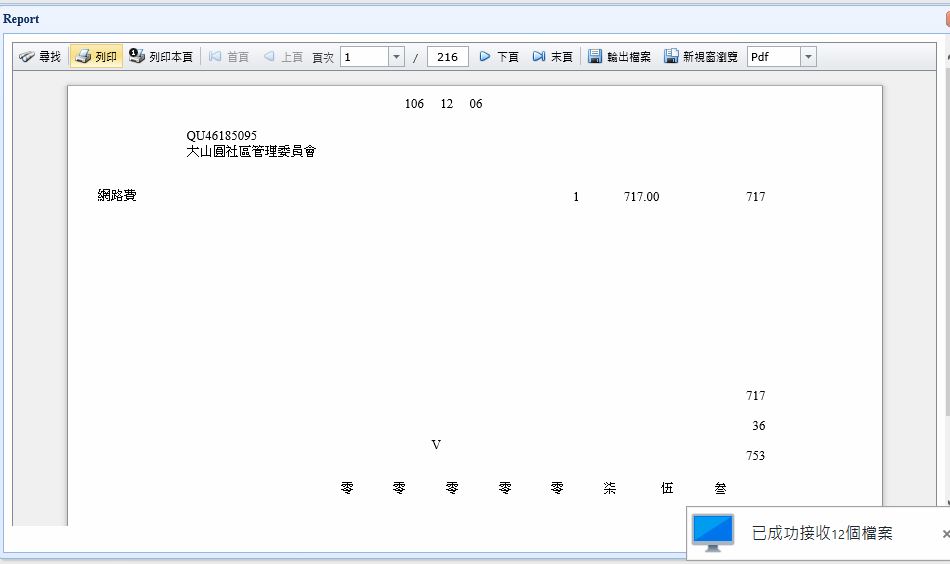 Report
尋找 列印 列印本頁 首頁 上頁 頁次 1 / 216 下頁 末頁 輸出檔案 新視窗瀏覽 Pdf
106 12 06
QU46185095
大山圓社區管理委員會
網路費 1 717.00 717
717
36
V
753
零 零 零 零 零 柒 伍 叁
已成功接收12個檔案